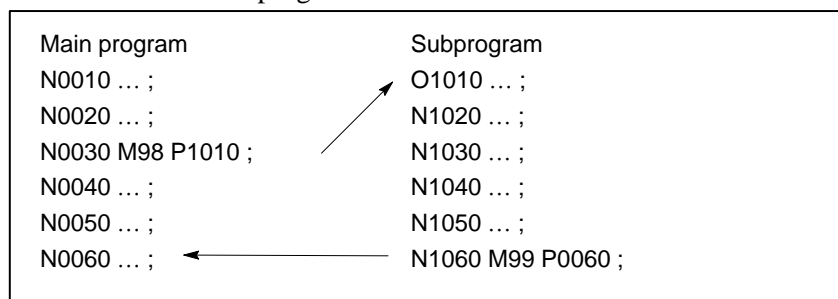 Main program
N0010 … ;
N0020 … ;
N0030 M98 P1010 ;
N0040 … ;
N0050 … ;
N0060 … ;
Subprogram
O1010 … ;
N1020 … ;
N1030 … ;
N1040 … ;
N1050 … ;
N1060 M99 P0060 ;